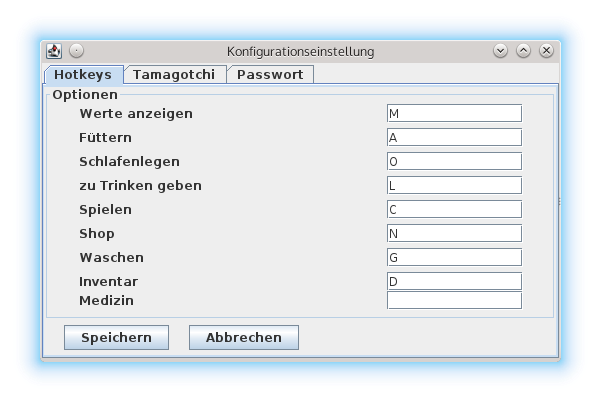 Konfigurationseinstellung
Hotkeys Tamagotchi Passwort
Optionen
Werte anzeigen M
Füttern A
Schlafenlegen O
zu Trinken geben L
Spielen C
Shop N
Waschen G
Inventar D
Medizin
Speichern Abbrechen